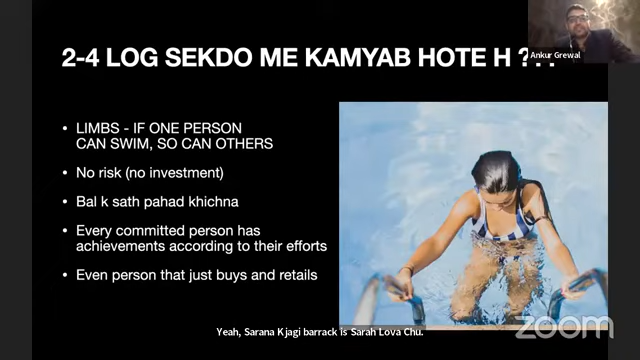 Ankur Grewal
2-4 LOG SEKDO ME KAMYAB HOTE H ?
• LIMBS - IF ONE PERSON
CAN SWIM, SO CAN OTHERS
• No risk (no investment)
• Bal k sath pahad khichna
• Every committed person has
achievements according to their efforts
• Even person that just buys and retails
Yeah, Sarana Kjagi barrack is Sarah Lova Chu.
zoom